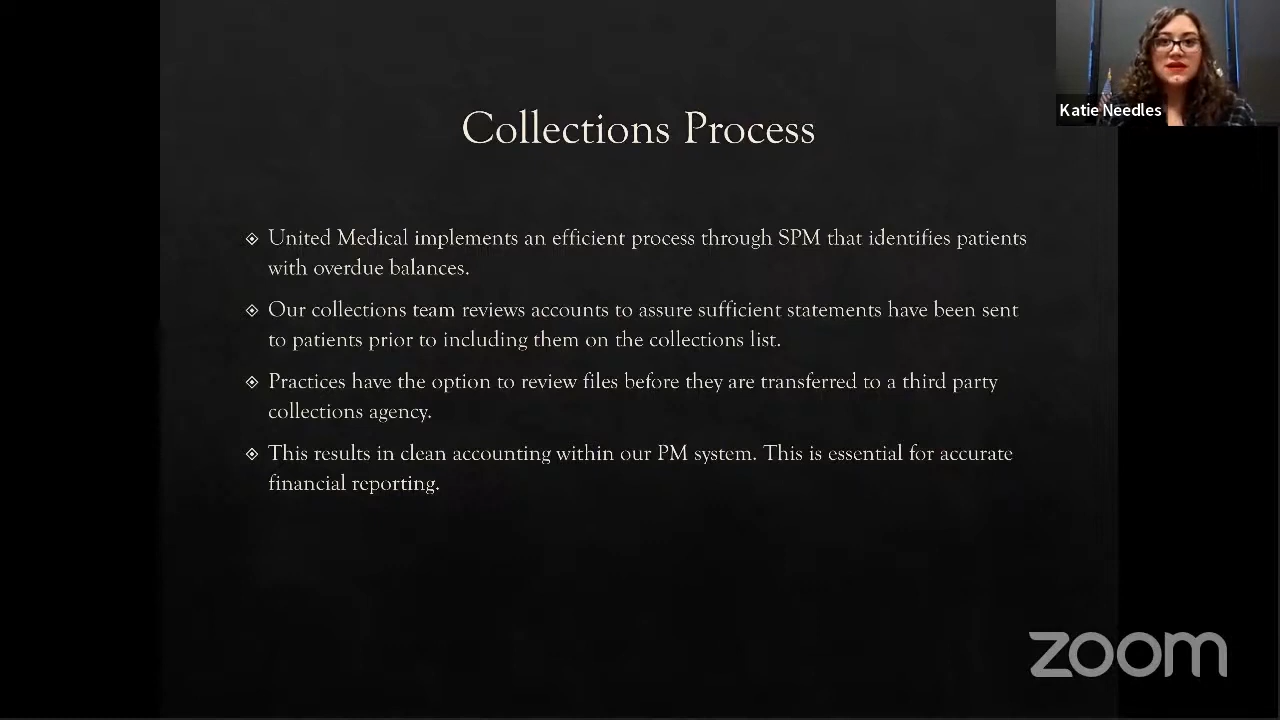 Katie Needles
Collections Process
United Medical implements an efficient process through SPM that identifies patients
with overdue balances.
Our collections team reviews accounts to assure sufficient statements have been sent
to patients prior to including them on the collections list.
Practices have the option to review files before they are transferred to a third party
collections agency.
This results in clean accounting within our PM system. This is essential for accurate
financial reporting.
zoom